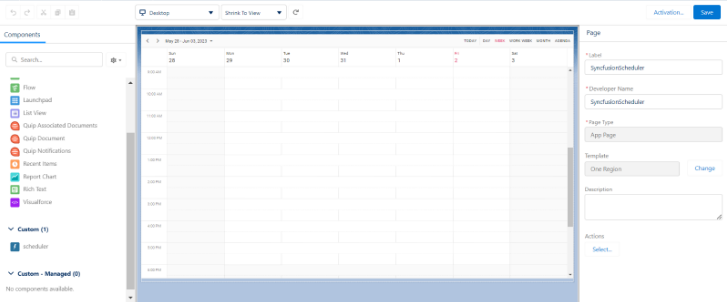 Desktop
Shrink To View
Activation...
Save
Components
Search...
Flow
Launchpad
List View
Quip Associated Documents
Quip Document
Quip Notifications
Recent Items
Report Chart
Rich Text
Visualforce
Custom (1)
scheduler
Custom - Managed (0)
No components available.
May 28 - Jun 03, 2023
TODAY DAY WEEK WORK WEEK MONTH AGENDA
Sun Mon Tue Wed Thu Fri Sat
28 29 30 31 1 2 3
9:00 AM
10:00 AM
11:00 AM
12:00 PM
1:00 PM
2:00 PM
3:00 PM
4:00 PM
5:00 PM
6:00 PM
Page
*Label
SyncfusionScheduler
*Developer Name
SyncfusionScheduler
*Page Type
App Page
Template
One Region
Change
Description
Actions
Select...